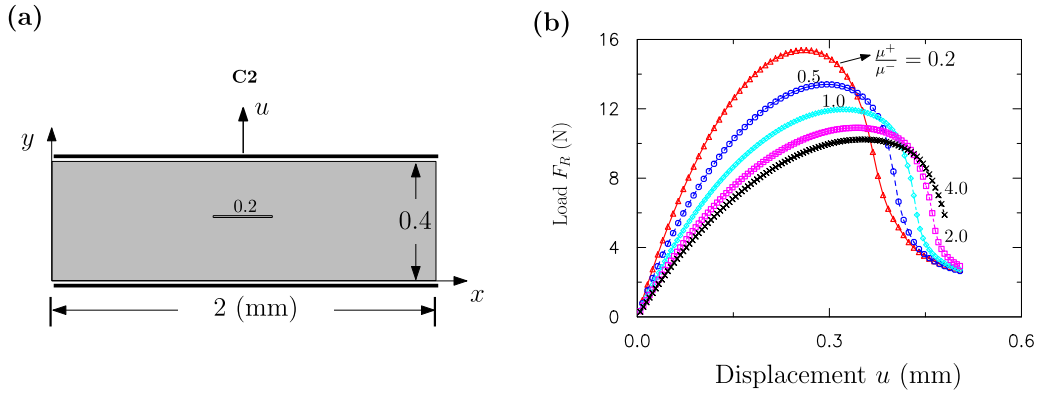 (a)
C2
u
y
0.2
0.4
x
2 (mm)
(b)
16
12
8
4
0
0.0
0.3
0.6
Load F_R (N)
Displacement u (mm)
μ⁺/μ⁻ = 0.2
0.5
1.0
4.0
2.0